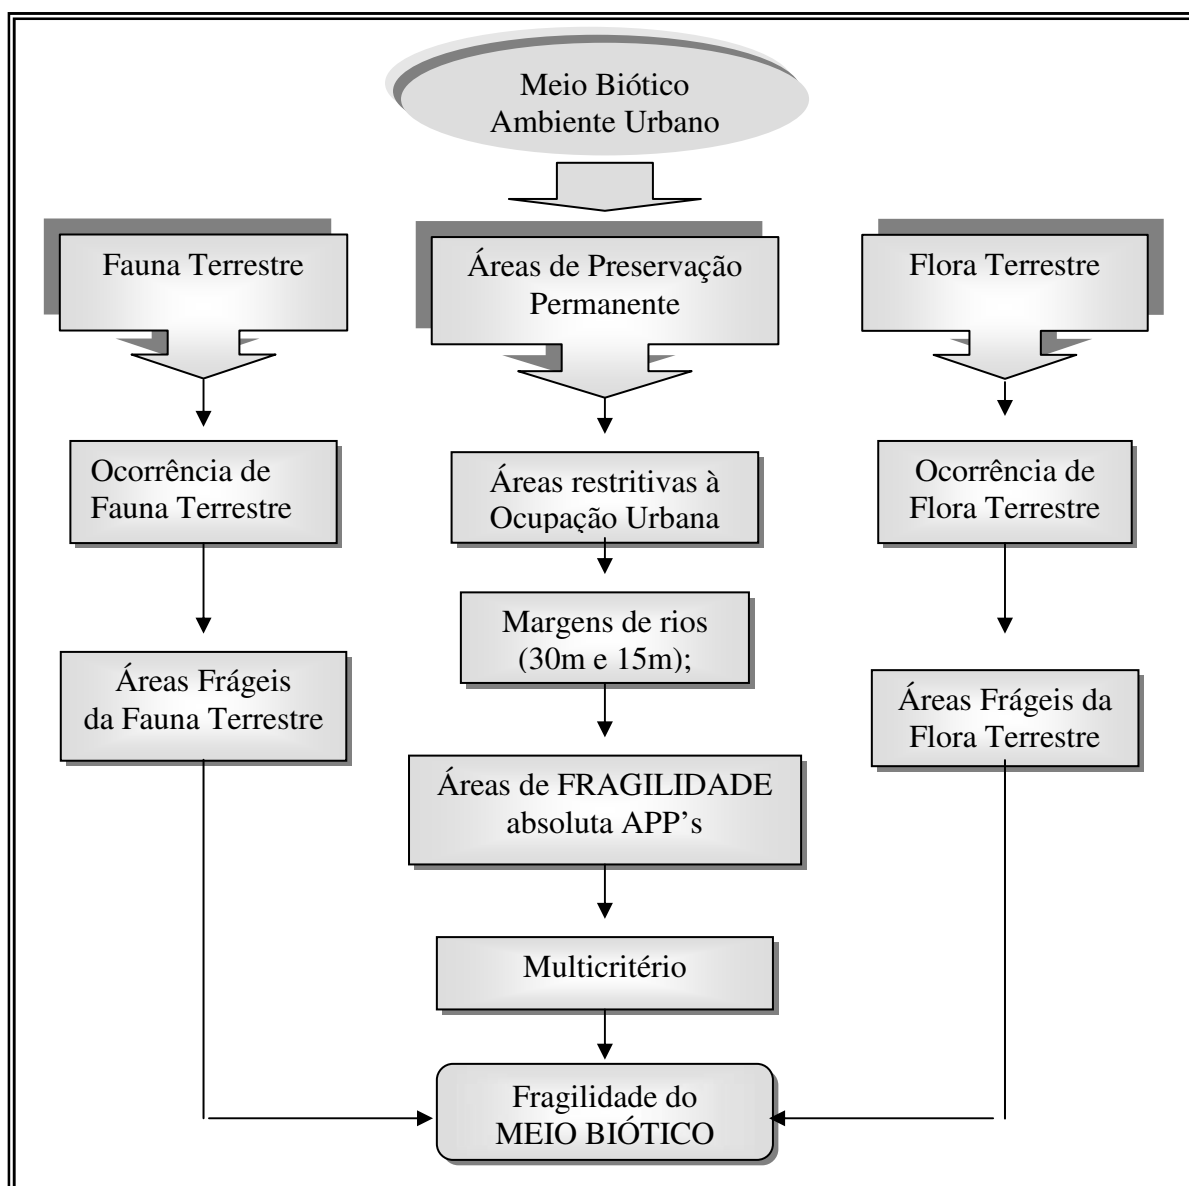 Meio Biótico
Ambiente Urbano
Fauna Terrestre
Áreas de Preservação
Permanente
Flora Terrestre
Ocorrência de
Fauna Terrestre
Áreas restritivas à
Ocupação Urbana
Ocorrência de
Flora Terrestre
Margens de rios
(30m e 15m);
Áreas Frágeis
da Fauna Terrestre
Áreas Frágeis da
Flora Terrestre
Áreas de FRAGILIDADE
absoluta APP’s
Multicritério
Fragilidade do
MEIO BIÓTICO